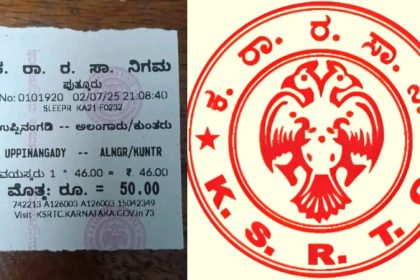 ಕ. ರಾ. ರ. ಸಾ. ನಿಗಮ
ಪುತ್ತೂರು
No: 0101920 02/07/25 21:08:40
SLEEPR KA21-F0232
ಉಪ್ಪಿನಂಗಡಿ -- ಅಲಂಗಾರು/ಕುಂತರು
UPPINANGADY -- ALNGR/KUNTR
ವಯಸ್ಕರು 1 * 46.00 = ₹. 46.00
ಮೊತ್ತ: ರೂ. = 50.00
742213 A126003 A126003 15042349
Visit-KSRTC.KARNATAKA.GOV.in 73
ಕ. ರಾ. ರ. ಸಾ. ನಿ
K. S. R. T. C